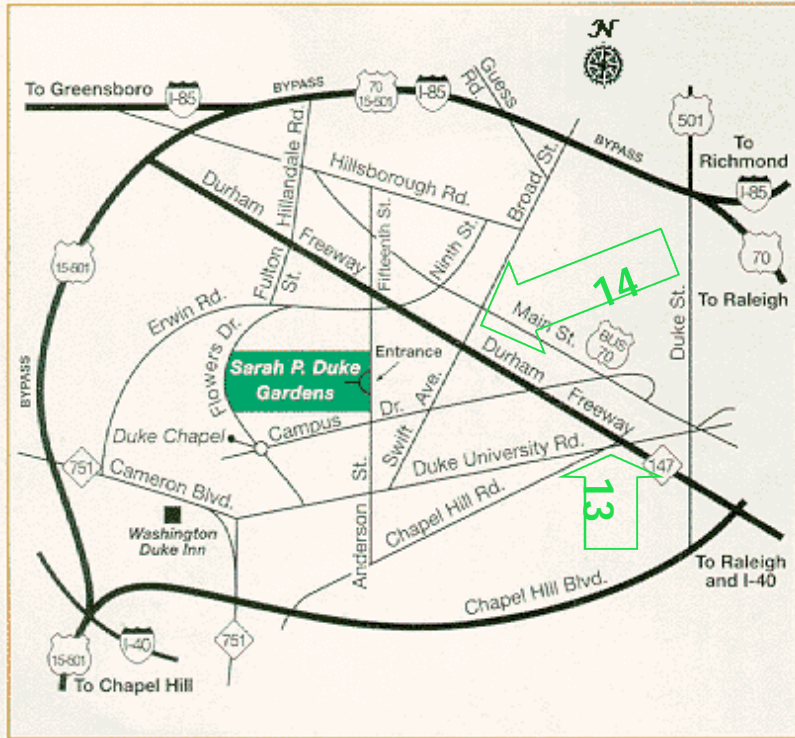 N
To Greensboro
I-85
BYPASS
70
15-501
I-85
Guess
Rd.
BYPASS
501
To
Richmond
I-85
70
To Raleigh
Hillandale Rd.
Hillsborough Rd.
Broad St.
Durham
Freeway
Fifteenth St.
Ninth St.
14
15-501
Fulton
St.
Erwin Rd.
Main St.
BUS
70
Duke St.
Flowers Dr.
Sarah P. Duke
Gardens
Entrance
Durham
Freeway
BYPASS
Duke Chapel
Campus
Dr.
Swift
Ave.
Duke University Rd.
751
Cameron Blvd.
147
13
Washington
Duke Inn
Anderson
St.
Chapel Hill Rd.
To Raleigh
and I-40
Chapel Hill Blvd.
751
I-40
15-501
To Chapel Hill